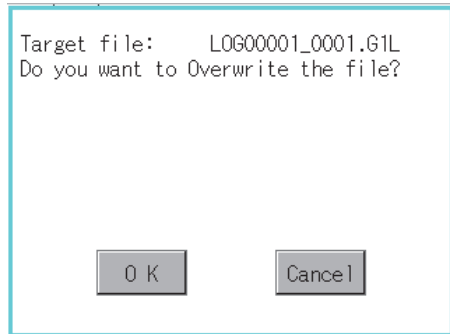 Target file: LOG00001_0001.G1L
Do you want to Overwrite the file?
OK
Cancel